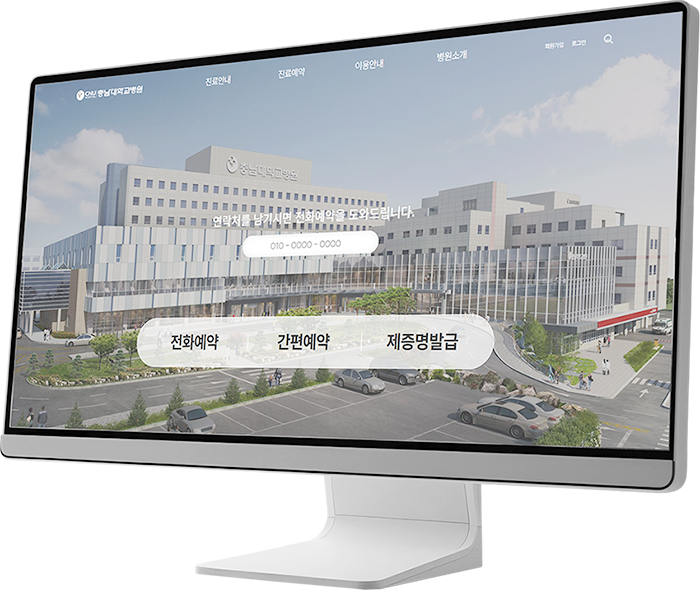 충남대학교병원
진료안내
진료예약
이용안내
병원소개
회원가입
로그인
충남대학교병원
연락처를 남기시면 전화예약을 도와드립니다.
010 - 0000 - 0000
전화예약
간편예약
제증명발급